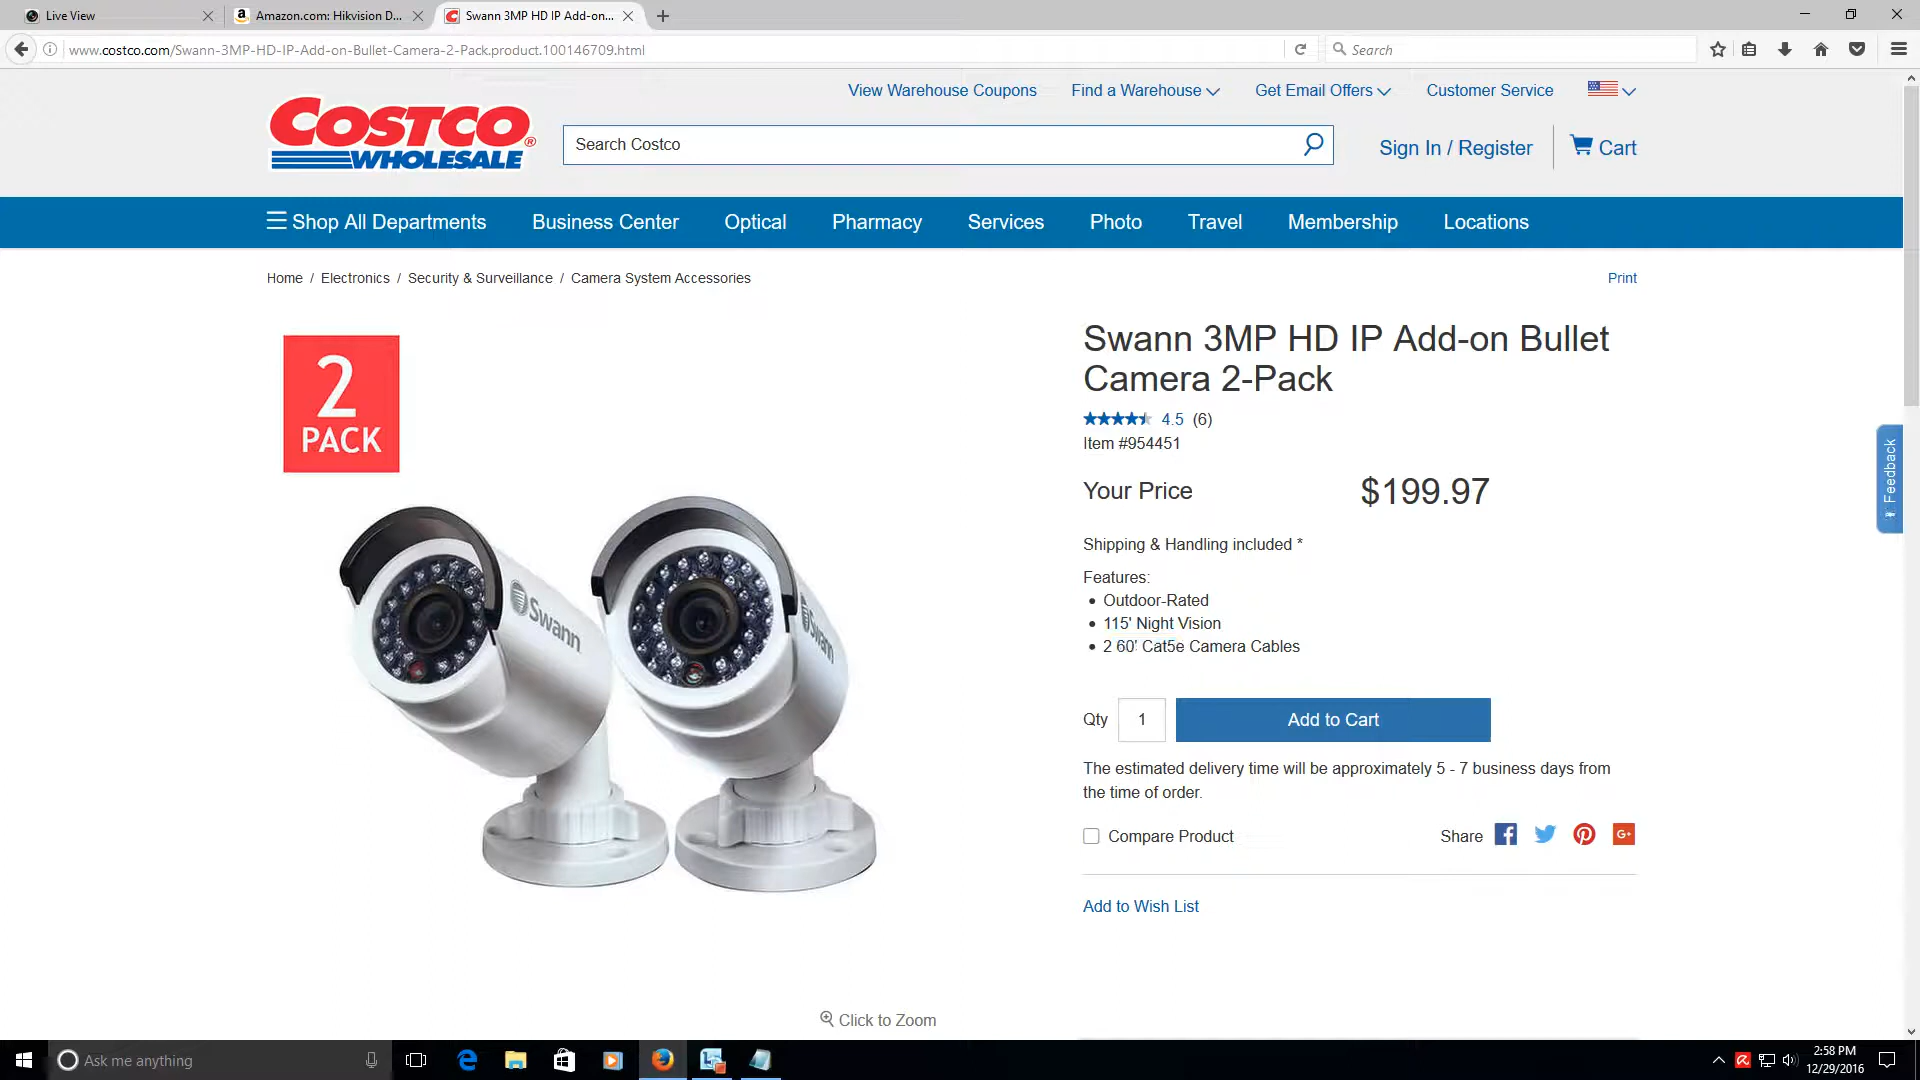 Live View
Amazon.com: Hikvision D...
Swann 3MP HD IP Add-on...
www.costco.com/Swann-3MP-HD-IP-Add-on-Bullet-Camera-2-Pack.product.100146709.html
Search
View Warehouse Coupons
Find a Warehouse
Get Email Offers
Customer Service
COSTCO
WHOLESALE
Search Costco
Sign In / Register
Cart
Shop All Departments
Business Center
Optical
Pharmacy
Services
Photo
Travel
Membership
Locations
Home / Electronics / Security & Surveillance / Camera System Accessories
Print
2
PACK
Swann
Swann
Swann 3MP HD IP Add-on Bullet
Camera 2-Pack
4.5 (6)
Item #954451
Your Price
$199.97
Shipping & Handling included *
Features:
• Outdoor-Rated
• 115' Night Vision
• 2 60' Cat5e Camera Cables
Qty
1
Add to Cart
The estimated delivery time will be approximately 5 - 7 business days from
the time of order.
Compare Product
Share
G+
Add to Wish List
Feedback
Click to Zoom
Ask me anything
2:58 PM
12/29/2016